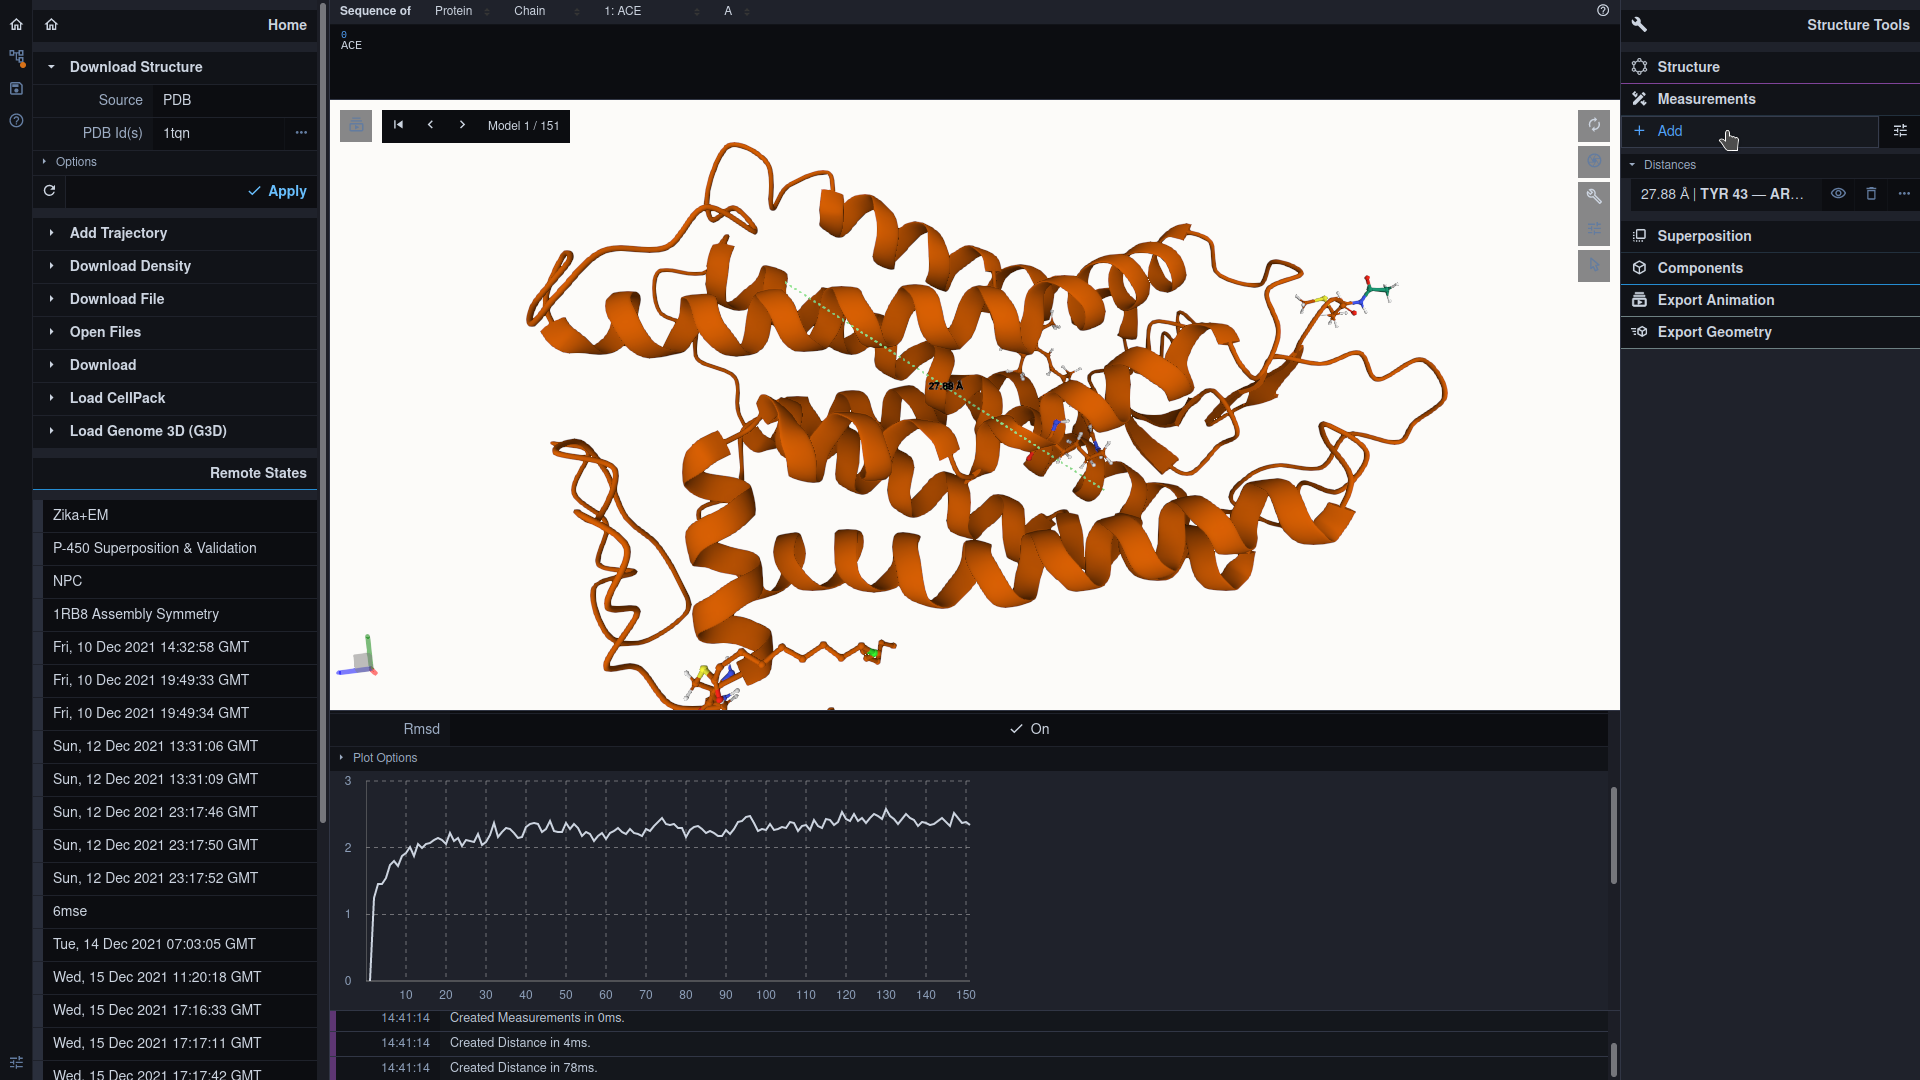 Home
Download Structure
Source PDB
PDB Id(s) 1tqn
Options
Apply
Add Trajectory
Download Density
Download File
Open Files
Download
Load CellPack
Load Genome 3D (G3D)
Remote States
Zika+EM
P-450 Superposition & Validation
NPC
1RB8 Assembly Symmetry
Fri, 10 Dec 2021 14:32:58 GMT
Fri, 10 Dec 2021 19:49:33 GMT
Fri, 10 Dec 2021 19:49:34 GMT
Sun, 12 Dec 2021 13:31:06 GMT
Sun, 12 Dec 2021 13:31:09 GMT
Sun, 12 Dec 2021 23:17:46 GMT
Sun, 12 Dec 2021 23:17:50 GMT
Sun, 12 Dec 2021 23:17:52 GMT
6mse
Tue, 14 Dec 2021 07:03:05 GMT
Wed, 15 Dec 2021 11:20:18 GMT
Wed, 15 Dec 2021 17:16:33 GMT
Wed, 15 Dec 2021 17:17:11 GMT
Wed, 15 Dec 2021 17:17:42 GMT
Sequence of Protein Chain 1: ACE A
0
ACE
Model 1 / 151
27.88 Å
Rmsd On
Plot Options
3
2
1
0
10 20 30 40 50 60 70 80 90 100 110 120 130 140 150
14:41:14 Created Measurements in 0ms.
14:41:14 Created Distance in 4ms.
14:41:14 Created Distance in 78ms.
Structure Tools
Structure
Measurements
+ Add
Distances
27.88 Å | TYR 43 — AR…
Superposition
Components
Export Animation
Export Geometry